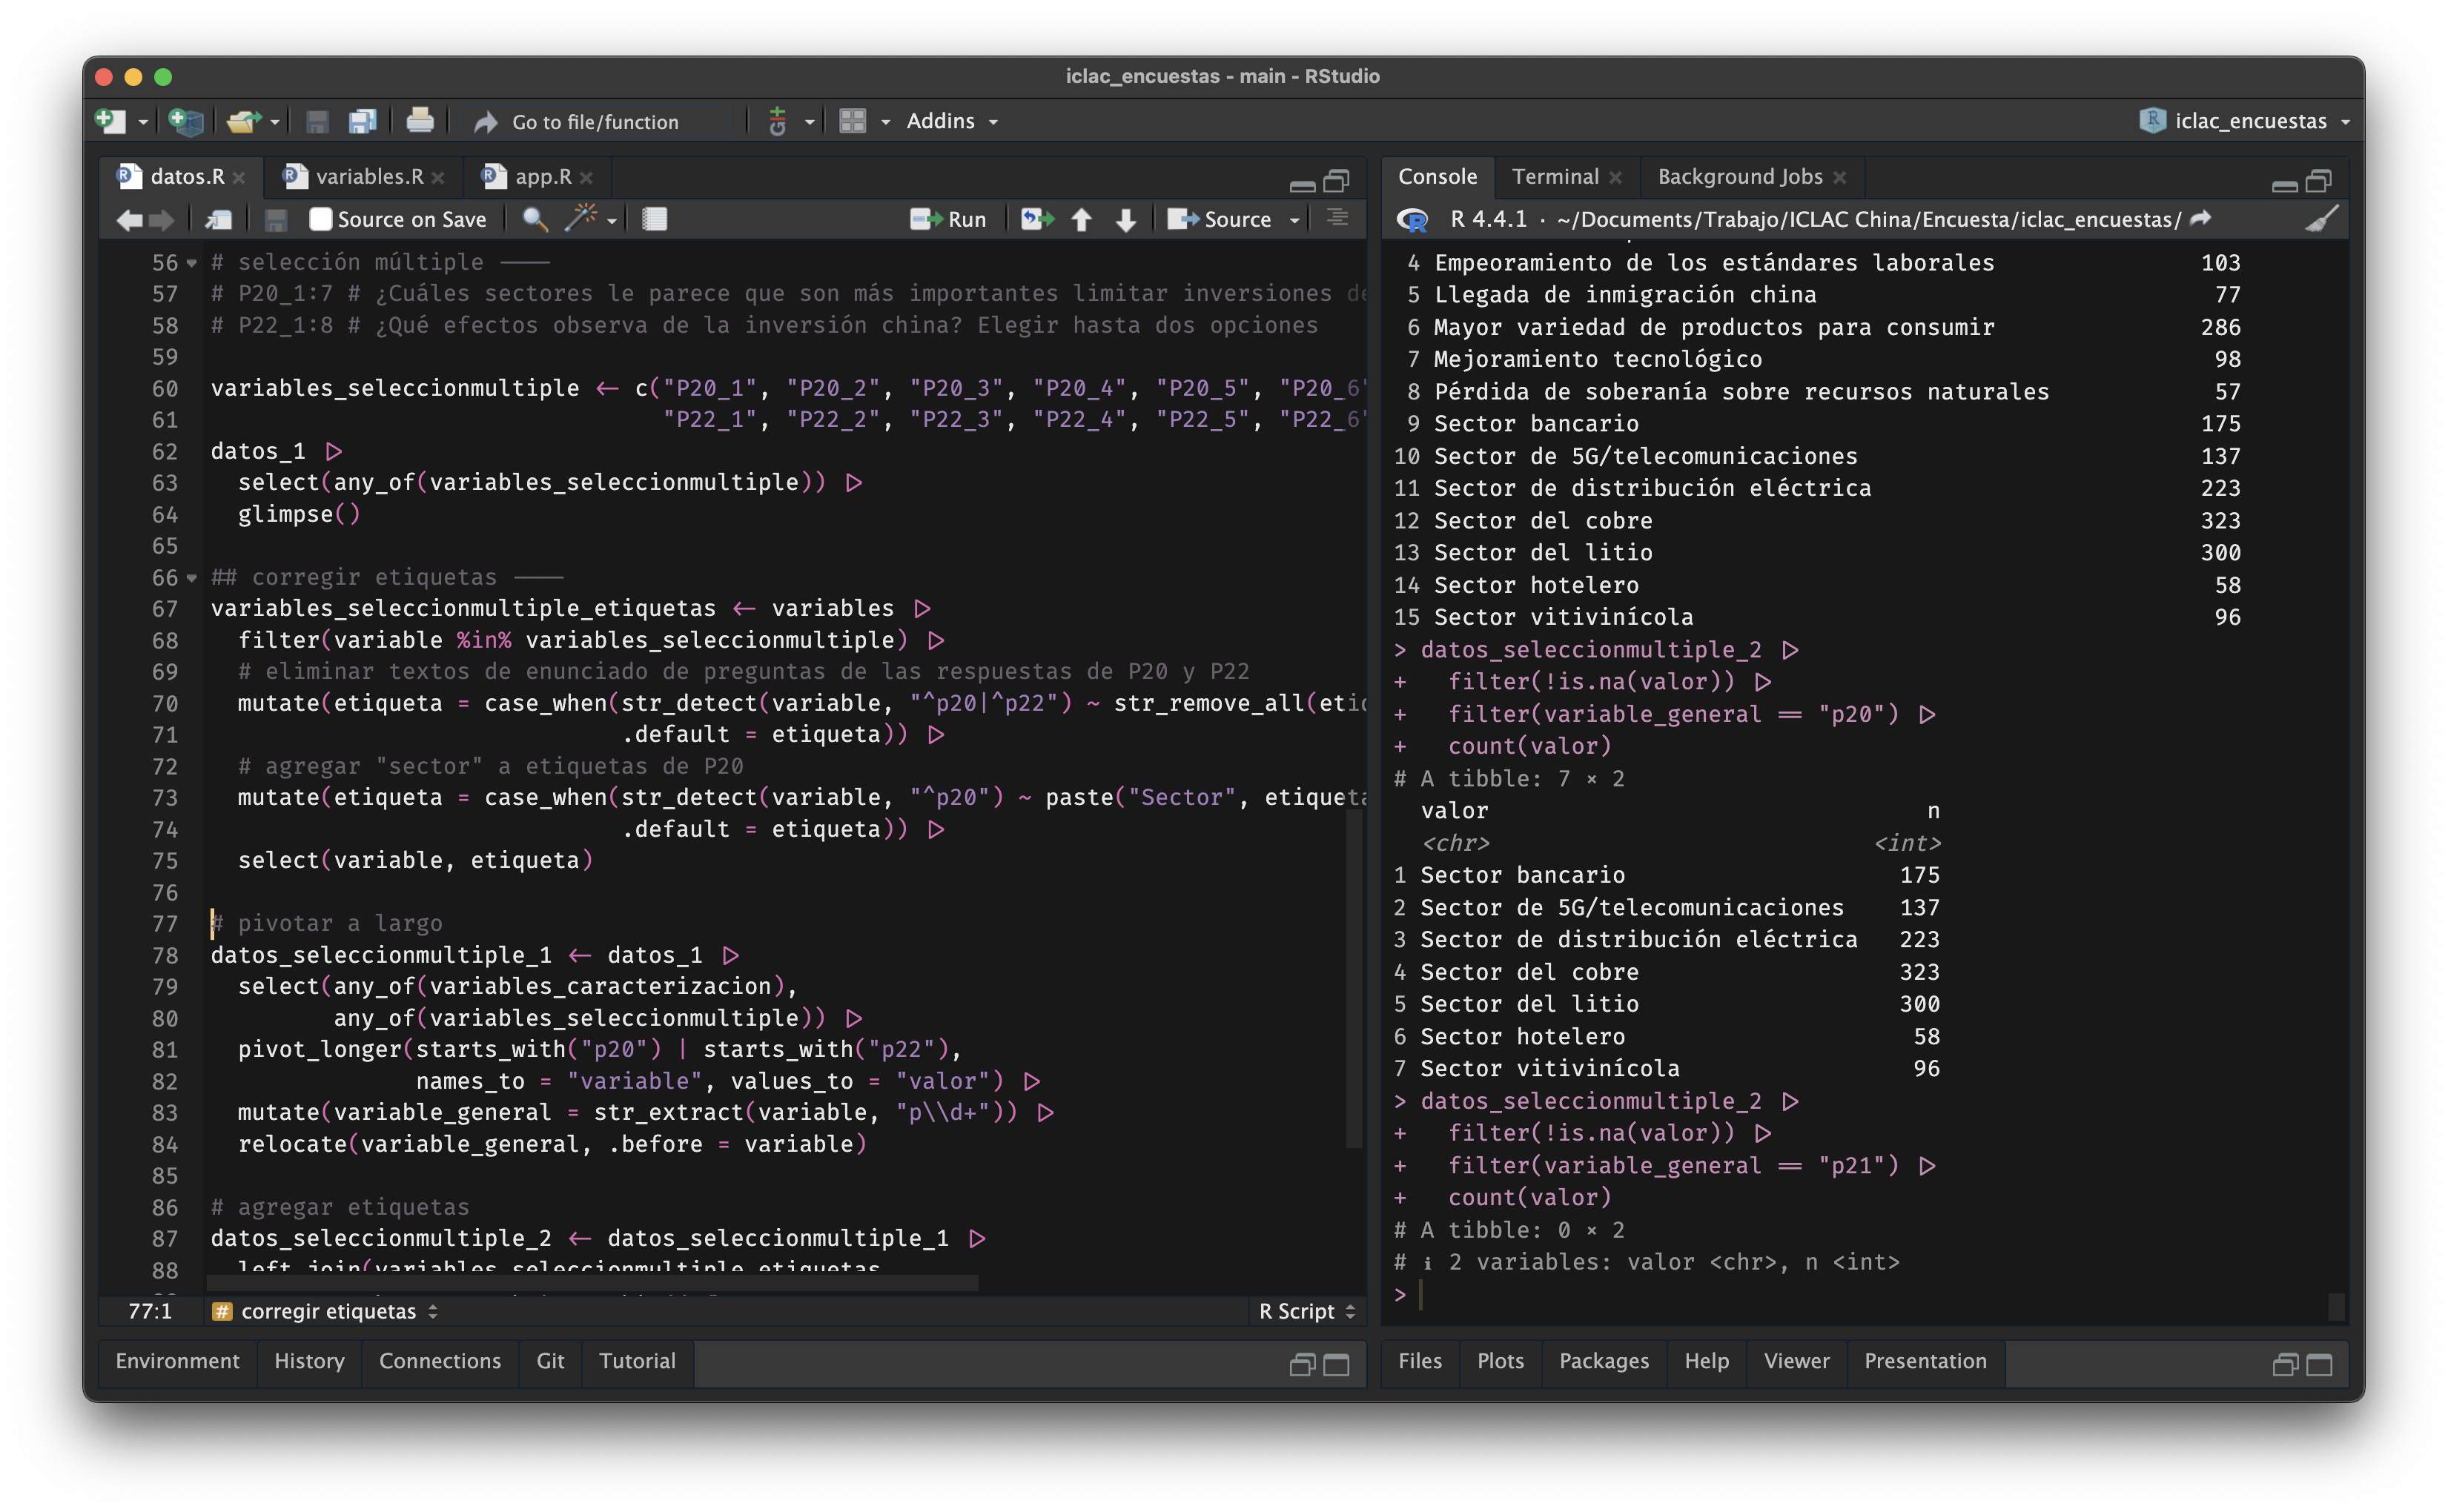 iclac_encuestas - main - RStudio
Go to file/function
Addins
iclac_encuestas
datos.R
variables.R
app.R
Source on Save
Run
Source
56 # selección múltiple ────
57 # P20_1:7 # ¿Cuáles sectores le parece que son más importantes limitar inversiones de
58 # P22_1:8 # ¿Qué efectos observa de la inversión china? Elegir hasta dos opciones
59
60 variables_seleccionmultiple <- c("P20_1", "P20_2", "P20_3", "P20_4", "P20_5", "P20_6"
61 "P22_1", "P22_2", "P22_3", "P22_4", "P22_5", "P22_6"
62 datos_1 |>
63 select(any_of(variables_seleccionmultiple)) |>
64 glimpse()
65
66 ## corregir etiquetas ────
67 variables_seleccionmultiple_etiquetas <- variables |>
68 filter(variable %in% variables_seleccionmultiple) |>
69 # eliminar textos de enunciado de preguntas de las respuestas de P20 y P22
70 mutate(etiqueta = case_when(str_detect(variable, "^p20|^p22") ~ str_remove_all(etiq
71 .default = etiqueta)) |>
72 # agregar "sector" a etiquetas de P20
73 mutate(etiqueta = case_when(str_detect(variable, "^p20") ~ paste("Sector", etiqueta
74 .default = etiqueta)) |>
75 select(variable, etiqueta)
76
77 # pivotar a largo
78 datos_seleccionmultiple_1 <- datos_1 |>
79 select(any_of(variables_caracterizacion),
80 any_of(variables_seleccionmultiple)) |>
81 pivot_longer(starts_with("p20") | starts_with("p22"),
82 names_to = "variable", values_to = "valor") |>
83 mutate(variable_general = str_extract(variable, "p\\d+")) |>
84 relocate(variable_general, .before = variable)
85
86 # agregar etiquetas
87 datos_seleccionmultiple_2 <- datos_seleccionmultiple_1 |>
88 left_join(variables_seleccionmultiple_etiquetas
77:1
# corregir etiquetas
R Script
Environment
History
Connections
Git
Tutorial
Console
Terminal
Background Jobs
R 4.4.1 · ~/Documents/Trabajo/ICLAC China/Encuesta/iclac_encuestas/
4 Empeoramiento de los estándares laborales 103
5 Llegada de inmigración china 77
6 Mayor variedad de productos para consumir 286
7 Mejoramiento tecnológico 98
8 Pérdida de soberanía sobre recursos naturales 57
9 Sector bancario 175
10 Sector de 5G/telecomunicaciones 137
11 Sector de distribución eléctrica 223
12 Sector del cobre 323
13 Sector del litio 300
14 Sector hotelero 58
15 Sector vitivinícola 96
> datos_seleccionmultiple_2 |>
+ filter(!is.na(valor)) |>
+ filter(variable_general == "p20") |>
+ count(valor)
# A tibble: 7 × 2
valor n
<chr> <int>
1 Sector bancario 175
2 Sector de 5G/telecomunicaciones 137
3 Sector de distribución eléctrica 223
4 Sector del cobre 323
5 Sector del litio 300
6 Sector hotelero 58
7 Sector vitivinícola 96
> datos_seleccionmultiple_2 |>
+ filter(!is.na(valor)) |>
+ filter(variable_general == "p21") |>
+ count(valor)
# A tibble: 0 × 2
# ℹ 2 variables: valor <chr>, n <int>
>
Files
Plots
Packages
Help
Viewer
Presentation